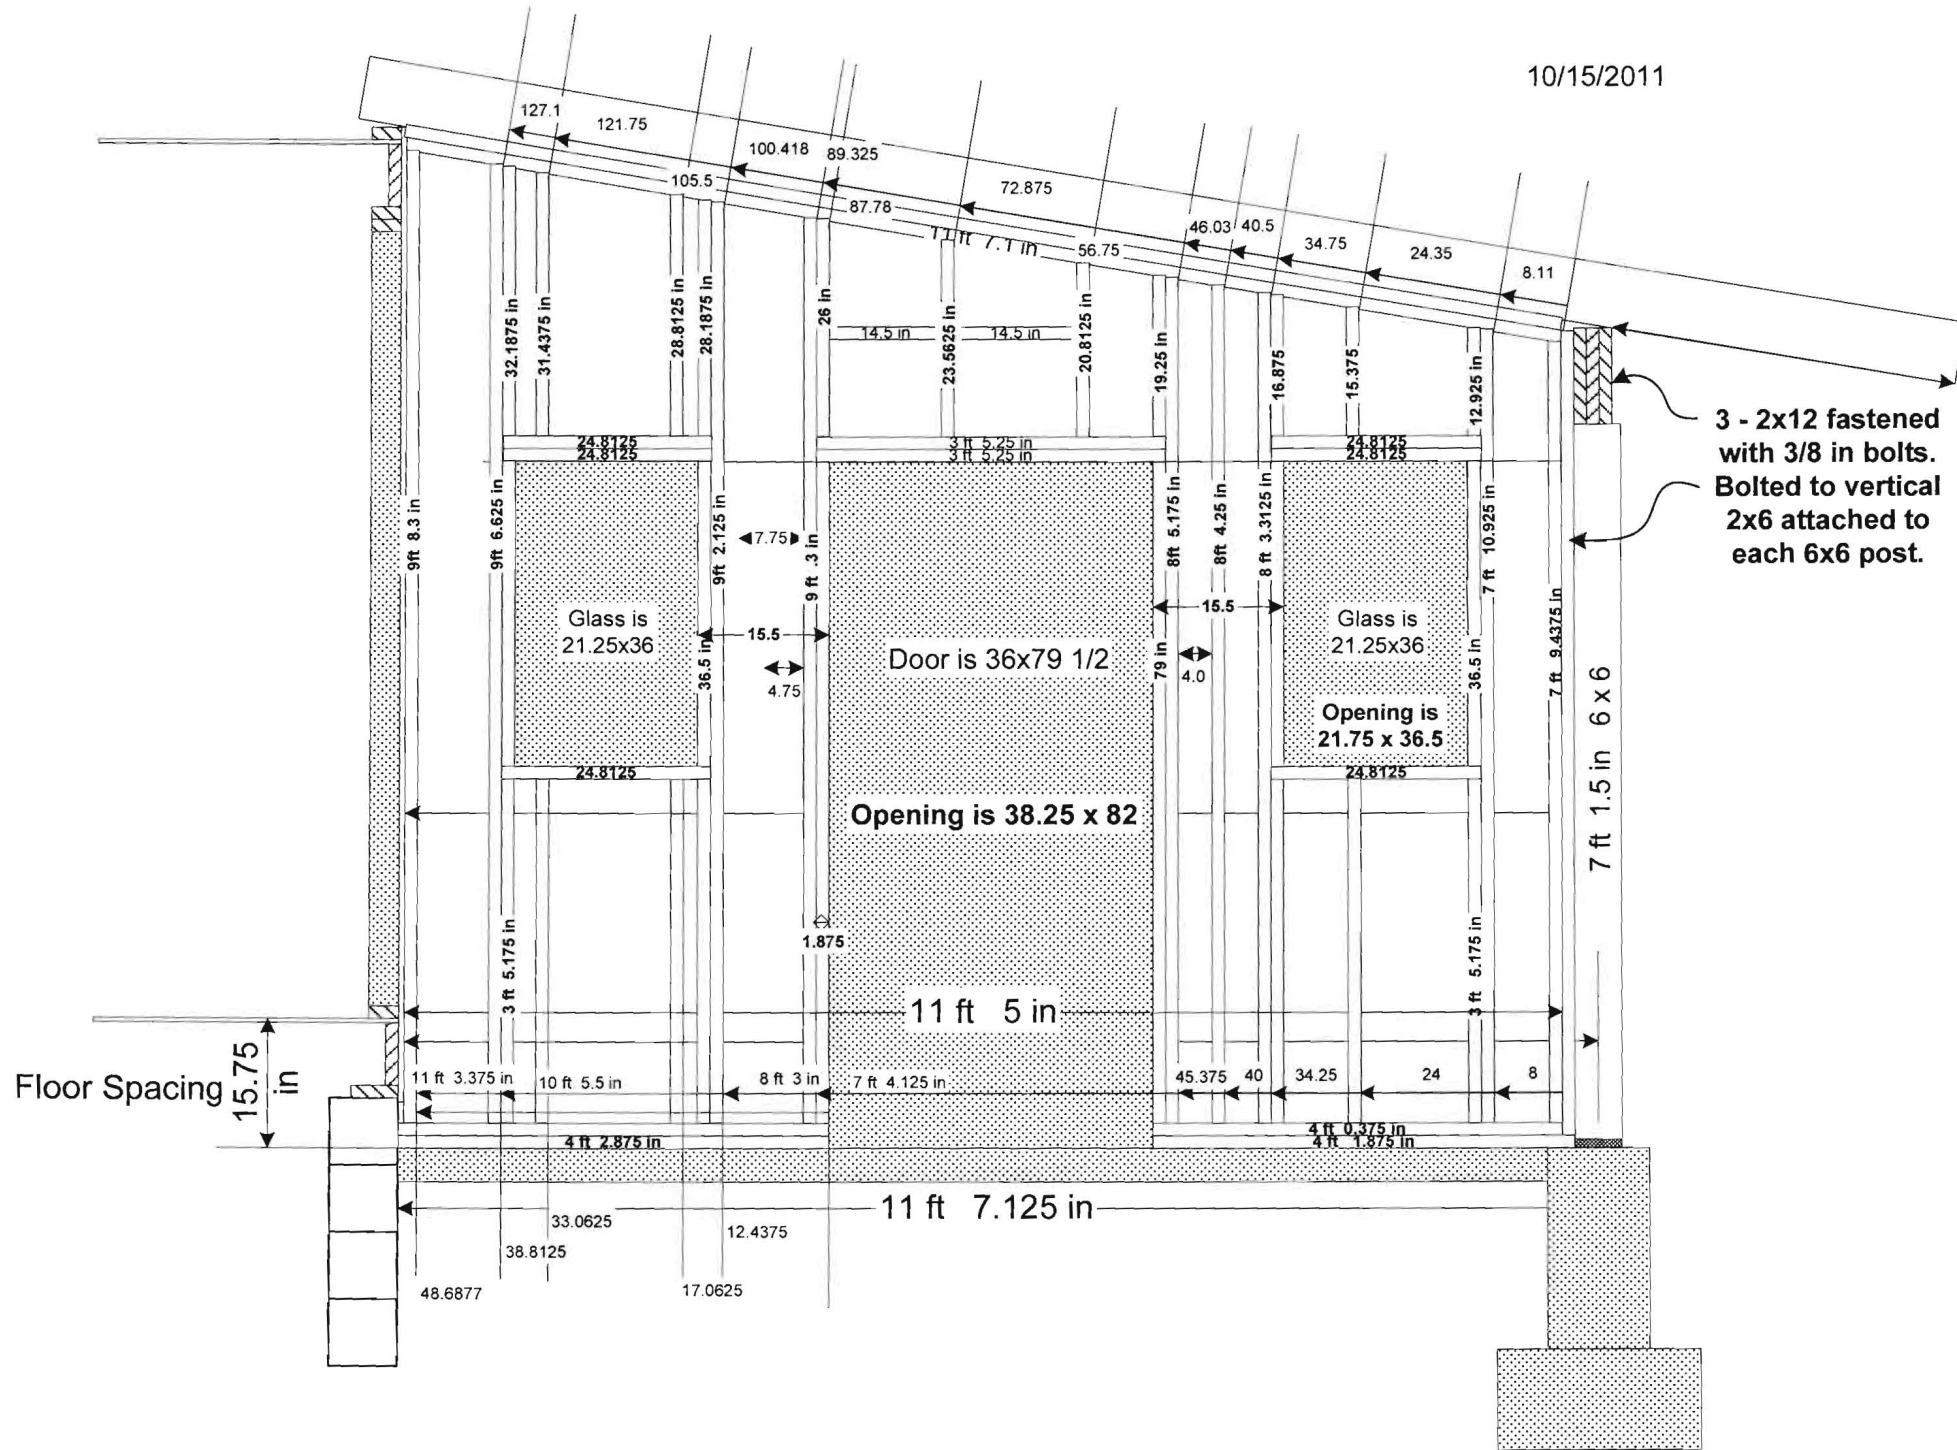 10/15/2011
127.1
121.75
100.418
89.325
105.5
72.875
87.78
11 ft 7.1 in
56.75
46.03
40.5
34.75
24.35
8.11
32.1875 in
31.4375 in
28.8125 in
28.1875 in
26 in
14.5 in
14.5 in
23.5625 in
20.8125 in
19.25 in
16.875
15.375
12.925 in
3 - 2x12 fastened
with 3/8 in bolts.
Bolted to vertical
2x6 attached to
each 6x6 post.
24.8125
24.8125
3 ft 5.25 in
3 ft 5.25 in
24.8125
24.8125
9ft 8.3 in
9ft 6.625 in
9ft 2.125 in
7.75
9 ft .3 in
8ft 5.175 in
8ft 4.25 in
8 ft 3.3125 in
7 ft 10.925 in
7 ft 9.4375 in
Glass is
21.25x36
15.5
36.5 in
4.75
Door is 36x79 1/2
79 in
15.5
4.0
Glass is
21.25x36
Opening is
21.75 x 36.5
36.5 in
7 ft 1.5 in 6 x 6
24.8125
24.8125
Opening is 38.25 x 82
1.875
3 ft 5.175 in
3 ft 5.175 in
11 ft 5 in
Floor Spacing
15.75
in
11 ft 3.375 in
10 ft 5.5 in
8 ft 3 in
7 ft 4.125 in
45.375
40
34.25
24
8
4 ft 2.875 in
4 ft 0.375 in
4 ft 1.875 in
11 ft 7.125 in
33.0625
12.4375
38.8125
17.0625
48.6877